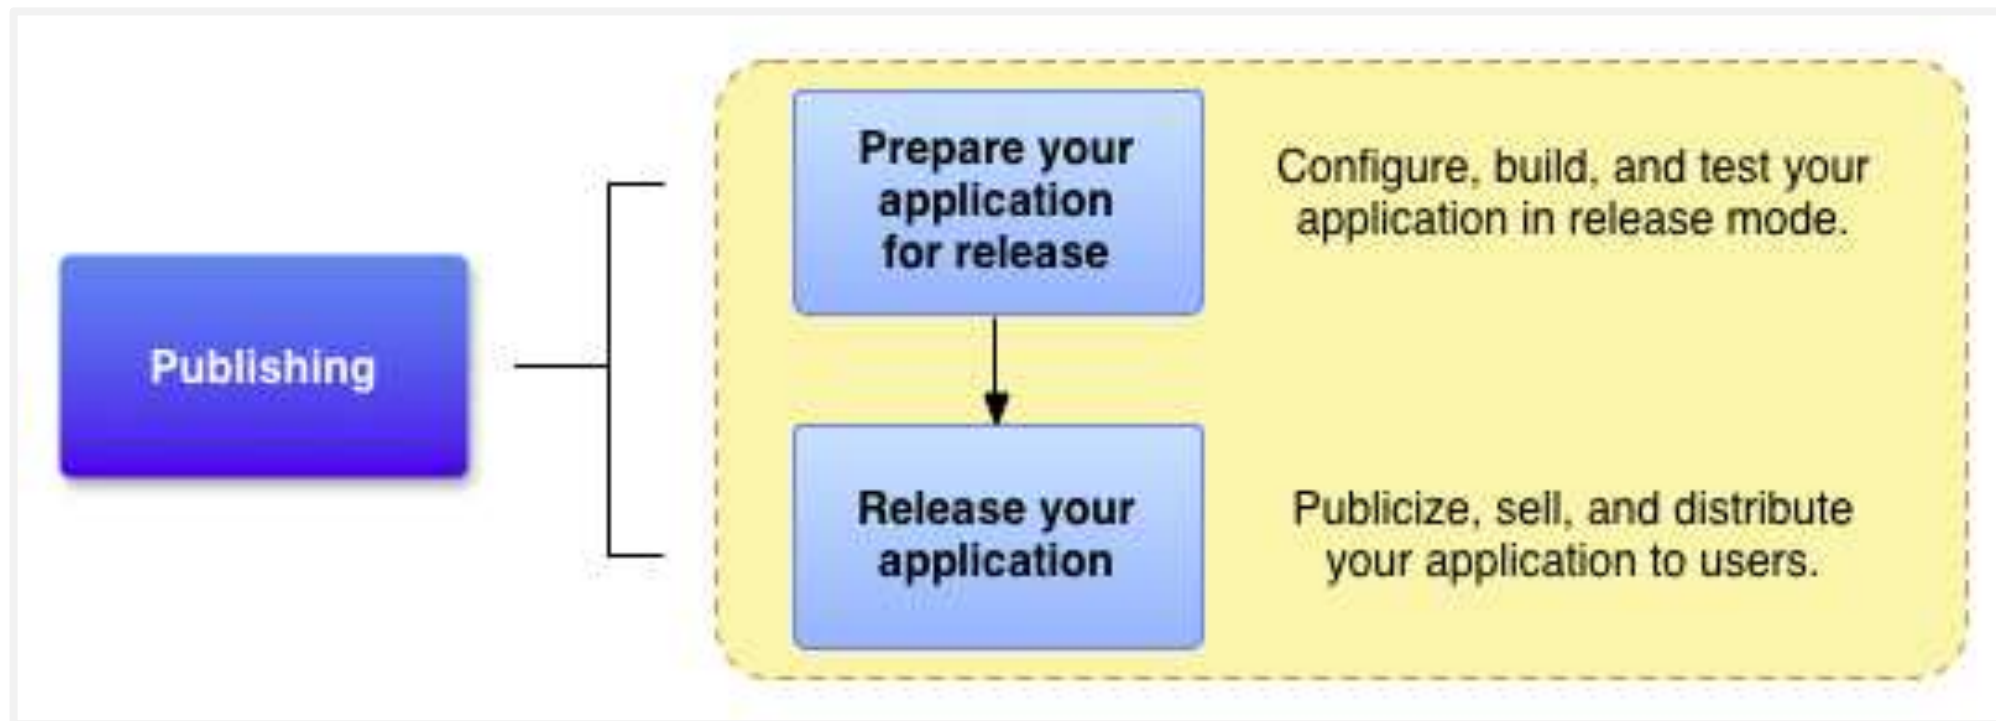 Publishing
Prepare your
application
for release
Configure, build, and test your
application in release mode.
Release your
application
Publicize, sell, and distribute
your application to users.